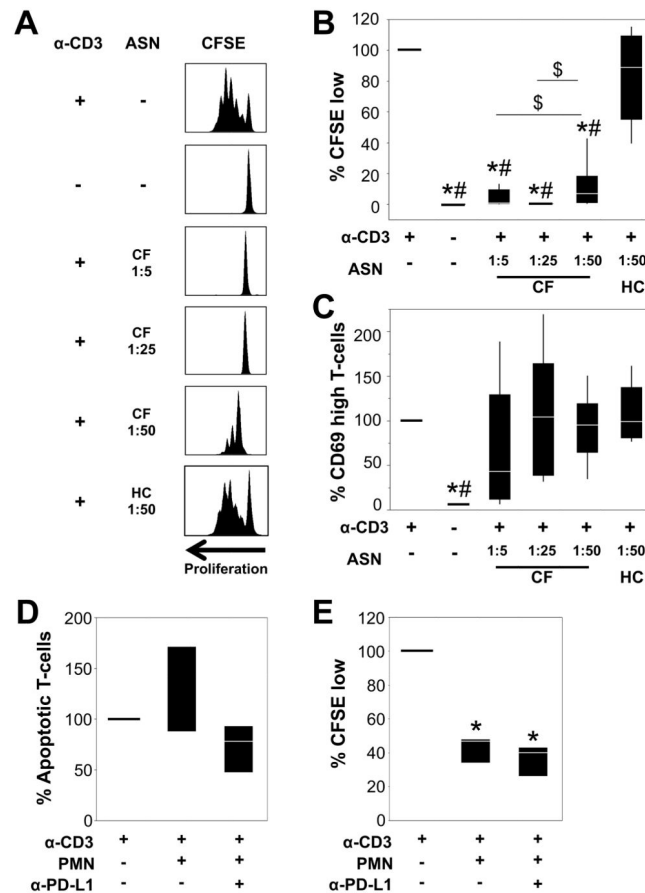 A
α-CD3 ASN CFSE
+ -
- -
+ CF 1:5
+ CF 1:25
+ CF 1:50
+ HC 1:50
Proliferation
B
% CFSE low
120
100
80
60
40
20
0
$
$
*# *# *# *#
α-CD3 + - + + + +
ASN - - 1:5 1:25 1:50 1:50
CF HC
C
% CD69 high T-cells
200
150
100
50
0
*#
α-CD3 + - + + + +
ASN - - 1:5 1:25 1:50 1:50
CF HC
D
% Apoptotic T-cells
200
150
100
50
0
α-CD3 + + +
PMN - + +
α-PD-L1 - - +
E
% CFSE low
120
100
80
60
40
20
0
* *
α-CD3 + + +
PMN - + +
α-PD-L1 - - +